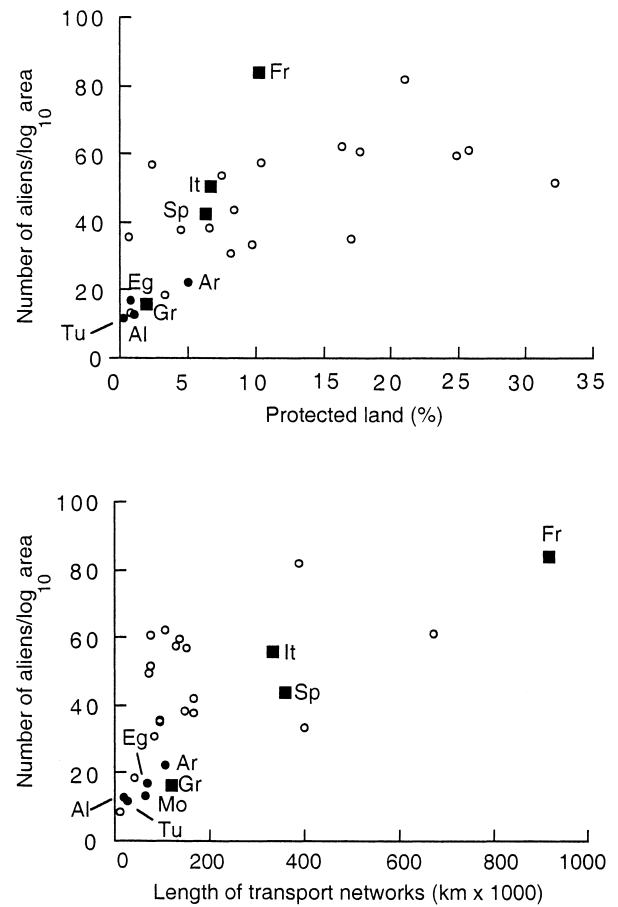 100
80
60
40
20
0
Number of aliens/log10 area
Fr
It
Sp
Eg
Ar
Gr
Tu
Al
0 5 10 15 20 25 30 35
Protected land (%)
100
80
60
40
20
0
Number of aliens/log10 area
Fr
It
Sp
Eg
Ar
Gr
Al
Mo
Tu
0 200 400 600 800 1000
Length of transport networks (km x 1000)